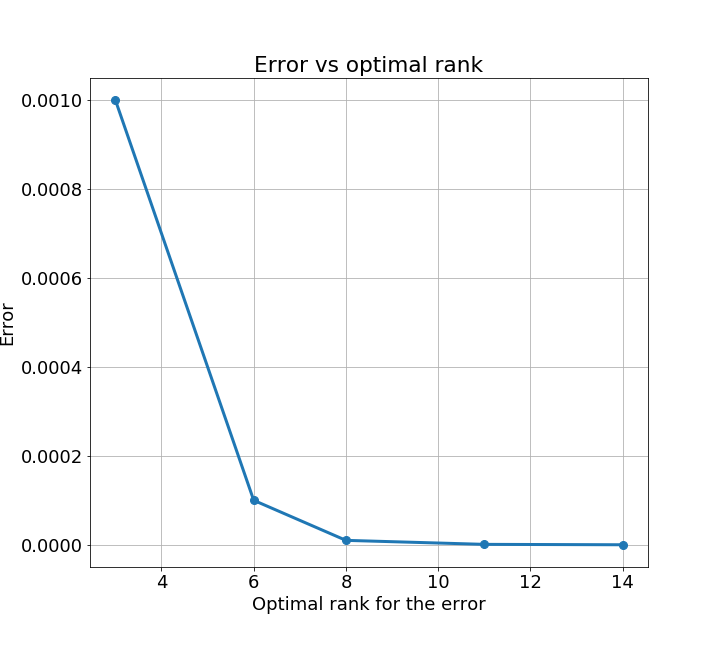 Error vs optimal rank
0.0010
0.0008
0.0006
0.0004
0.0002
0.0000
Error
4 6 8 10 12 14
Optimal rank for the error